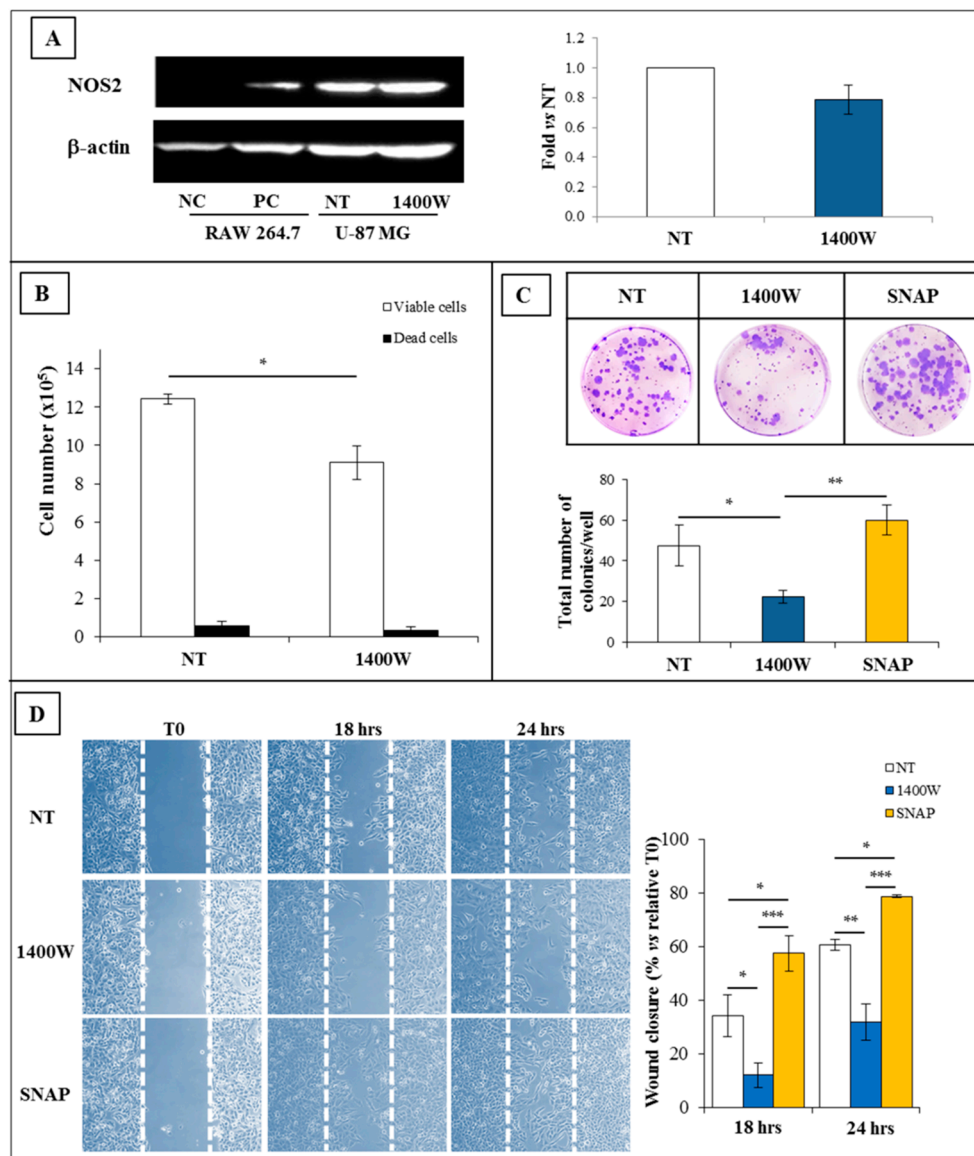 A
NOS2
β-actin
NC PC NT 1400W
RAW 264.7 U-87 MG
Fold vs NT
1.2
1.0
0.8
0.6
0.4
0.2
0.0
NT 1400W
B
Viable cells
Dead cells
Cell number (x10⁵)
14
12
10
8
6
4
2
0
*
NT 1400W
C
NT 1400W SNAP
Total number of
colonies/well
80
60
40
20
0
* **
NT 1400W SNAP
D
T0 18 hrs 24 hrs
NT
1400W
SNAP
NT
1400W
SNAP
Wound closure (% vs relative T0)
100
80
60
40
20
0
* *
*** ***
* **
18 hrs 24 hrs